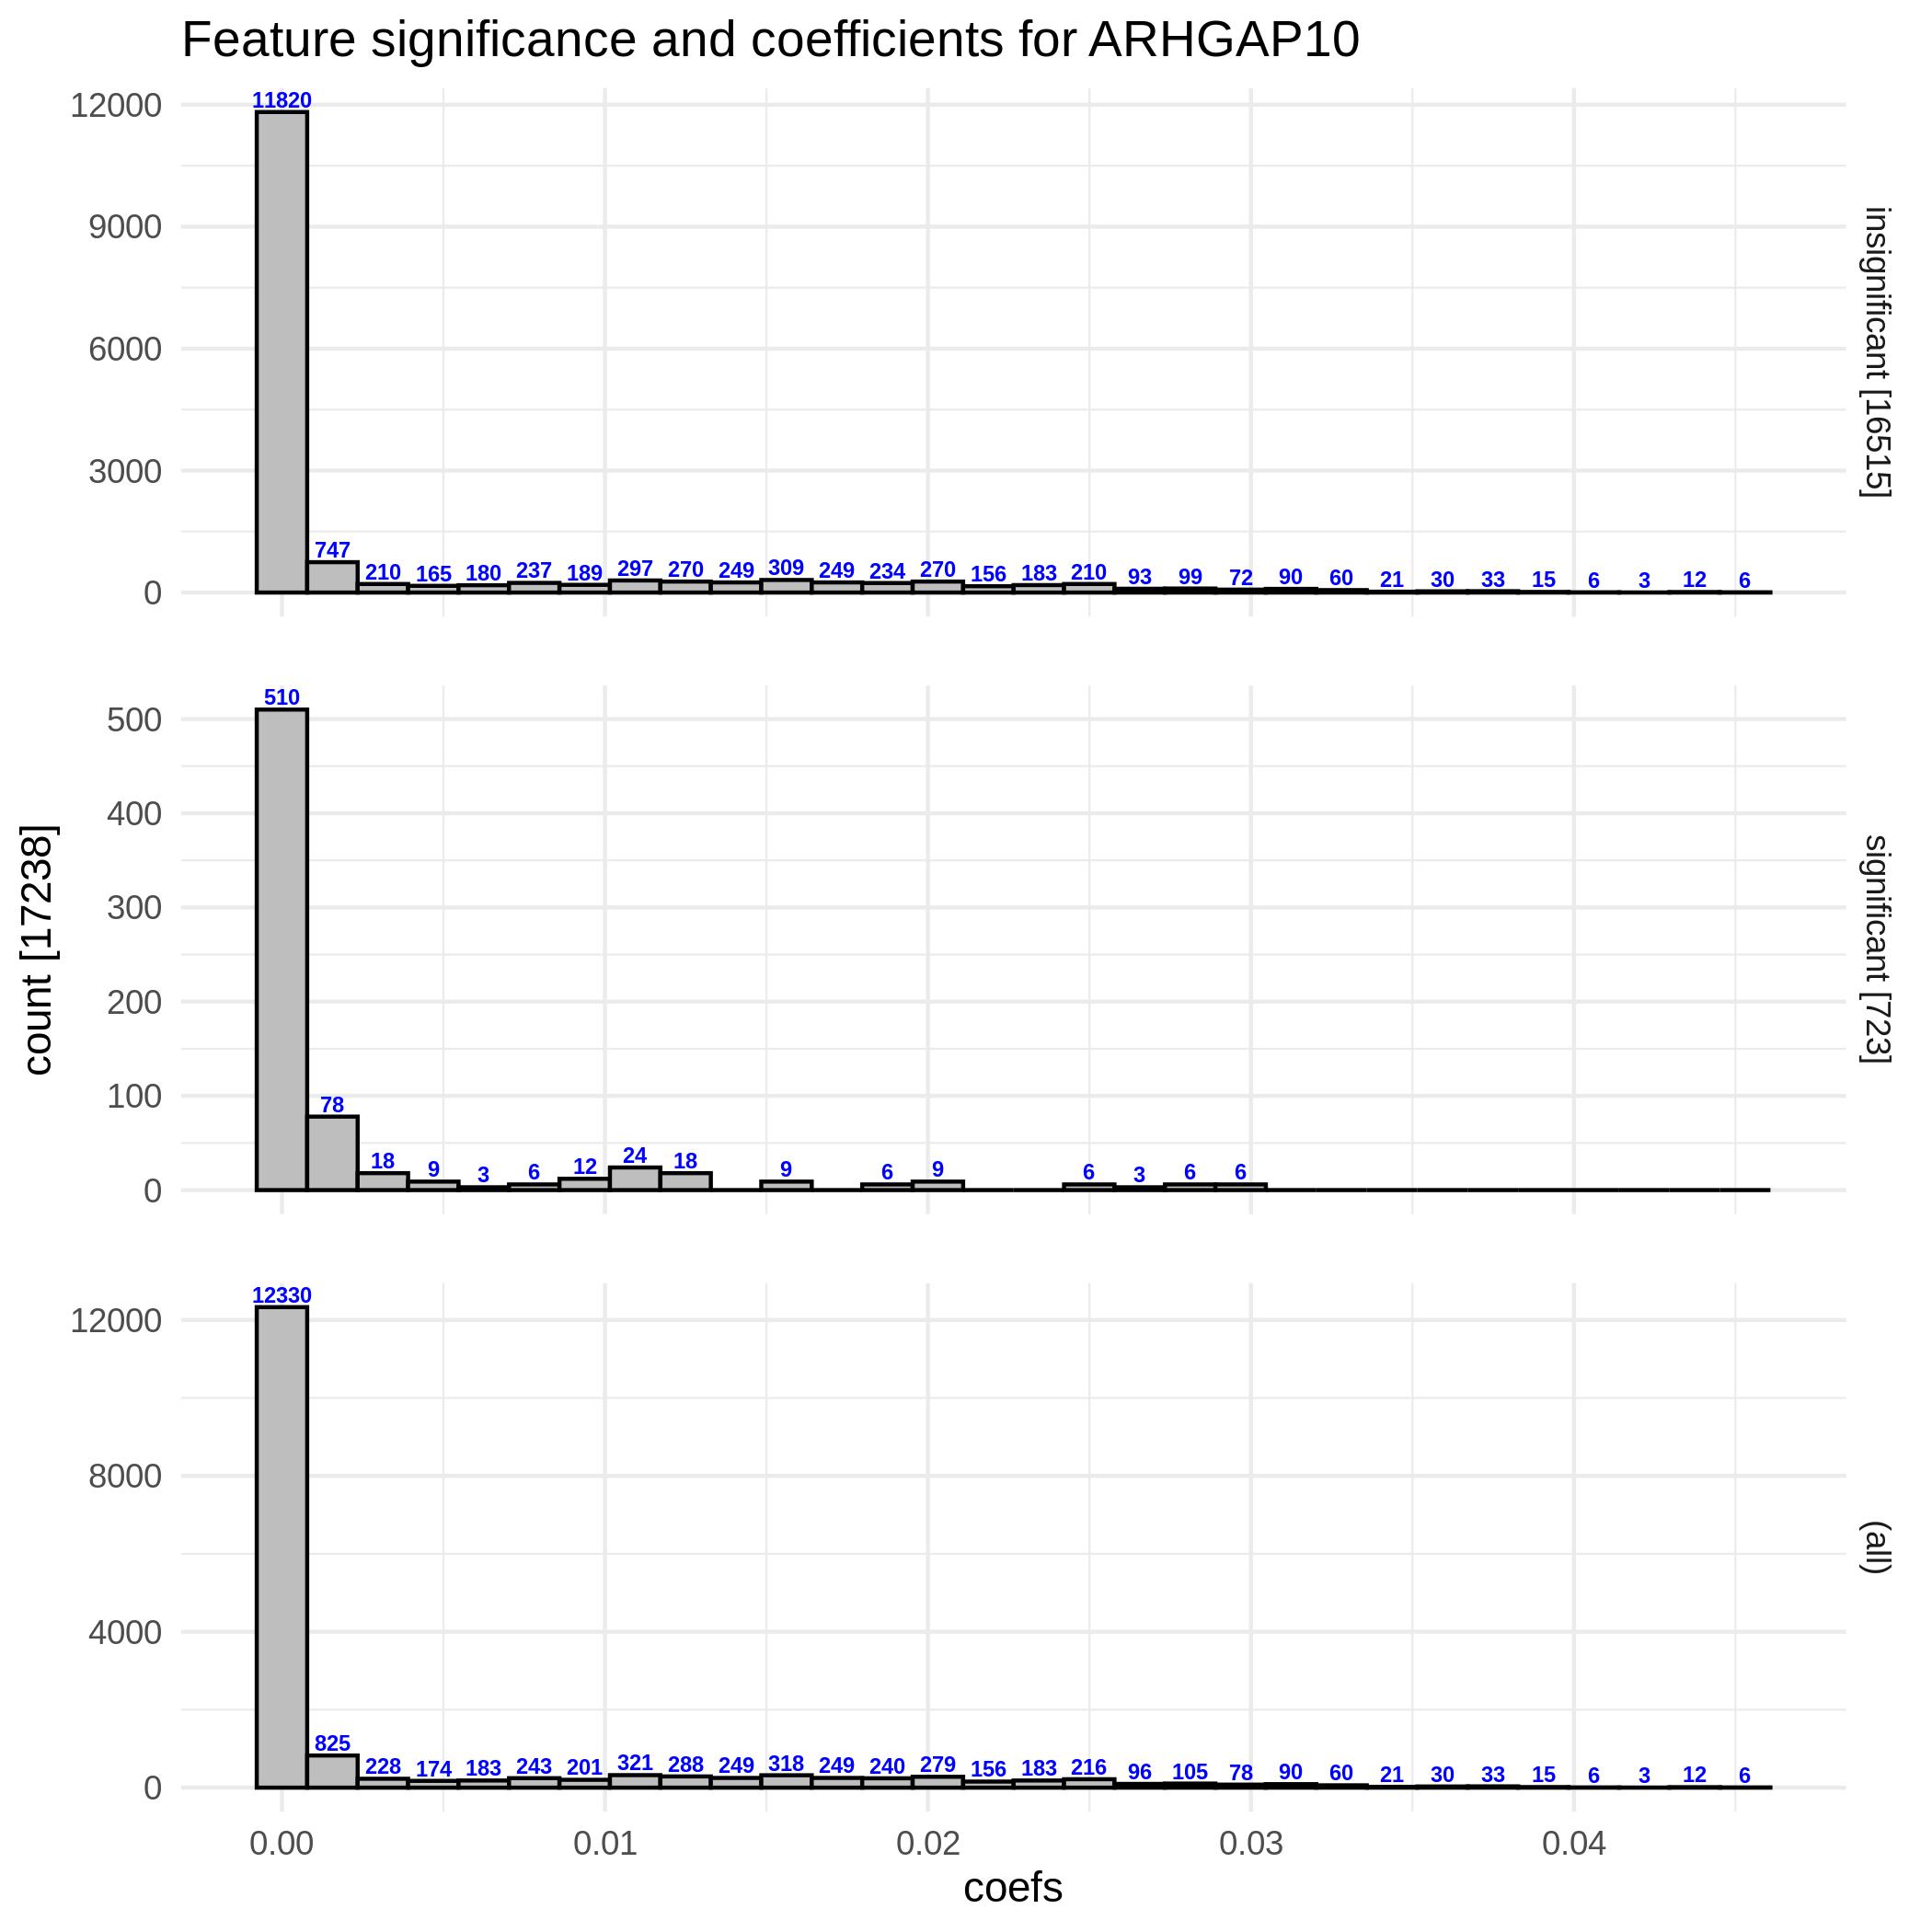 Feature significance and coefficients for ARHGAP10
count [17238]
12000
9000
6000
3000
0
11820
747 210 165 180 237 189 297 270 249 309 249 234 270 156 183 210 93 99 72 90 60 21 30 33 15 6 3 12 6
insignificant [16515]
500
400
300
200
100
0
510
78 18 9 3 6 12 24 18 9 6 9 6 3 6 6
significant [723]
12000
8000
4000
0
12330
825 228 174 183 243 201 321 288 249 318 249 240 279 156 183 216 96 105 78 90 60 21 30 33 15 6 3 12 6
(all)
0.00 0.01 0.02 0.03 0.04
coefs